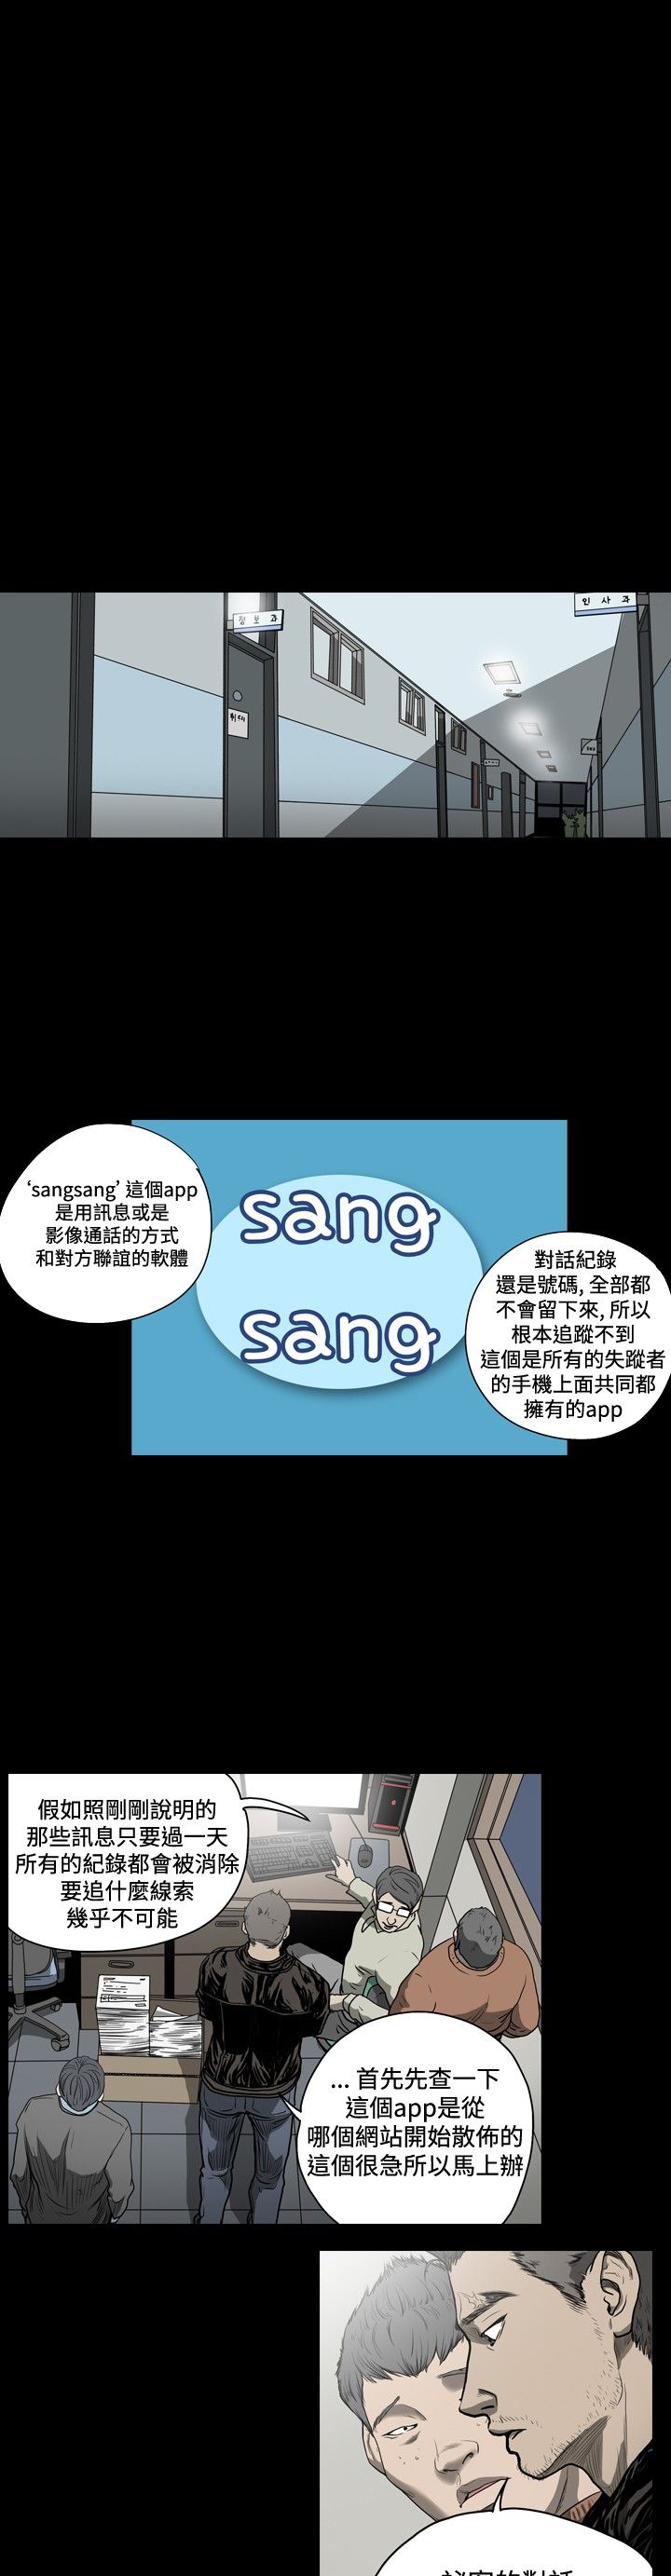 정 보 과
인 사 과
‘sangsang’ 這個app
是用訊息或是
影像通話的方式
和對方聯誼的軟體
sang
sang
對話紀錄
還是號碼, 全部都
不會留下來, 所以
根本追蹤不到
這個是所有的失蹤者
的手機上面共同都
擁有的app
假如照剛剛說明的
那些訊息只要過一天
所有的紀錄都會被消除
要追什麼線索
幾乎不可能
... 首先先查一下
這個app是從
哪個網站開始散佈的
這個很急所以馬上辦